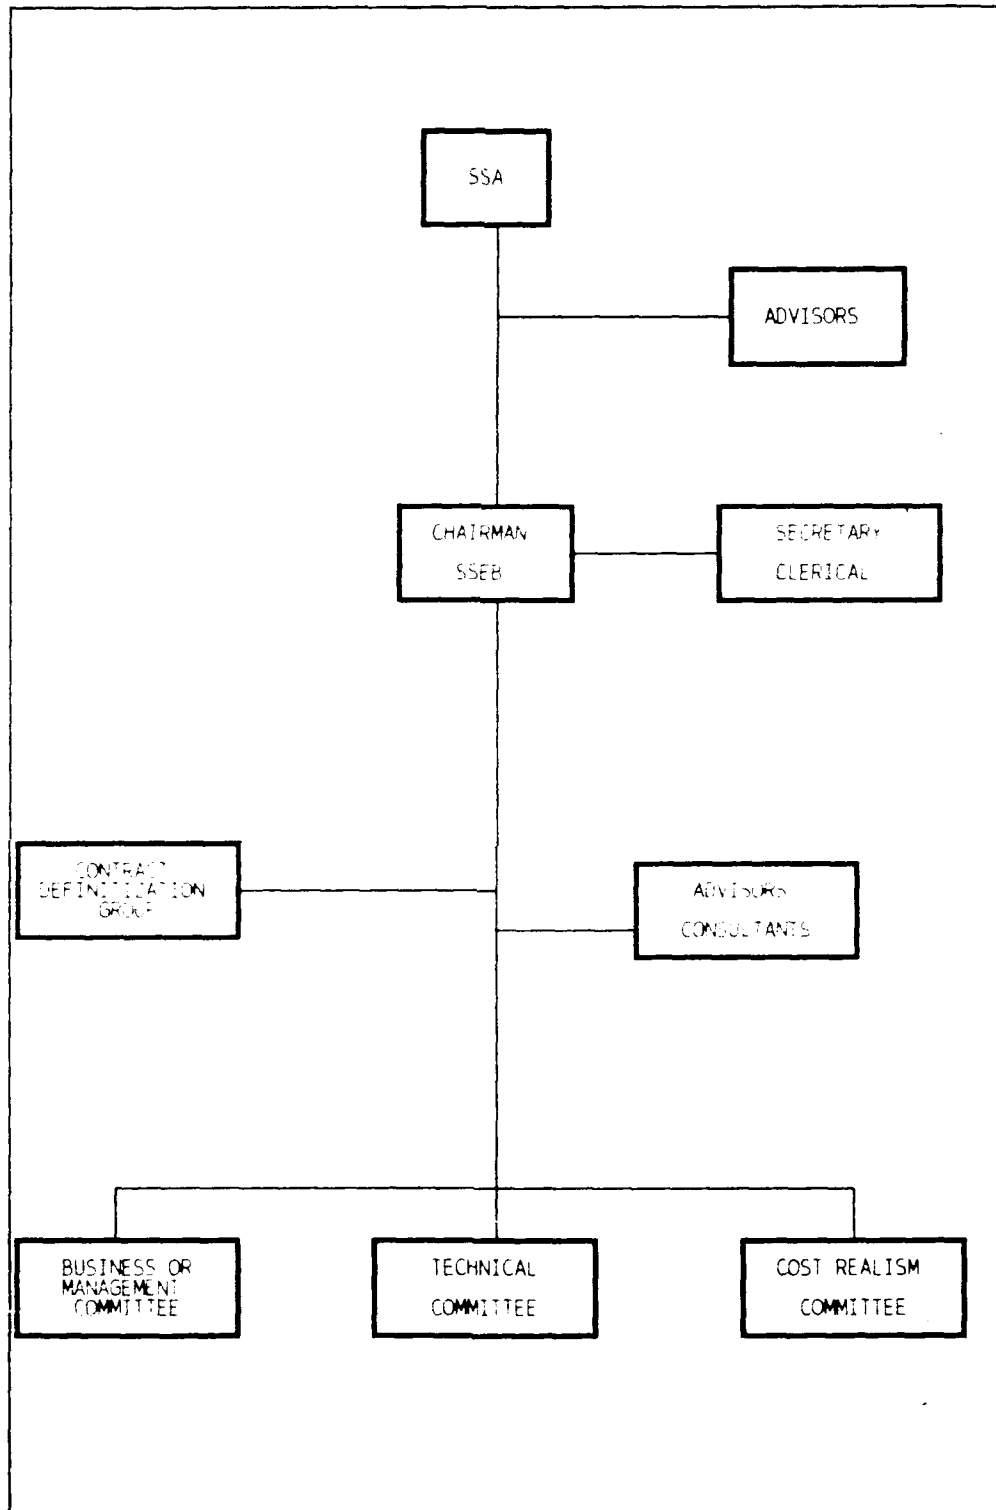 SSA
ADVISORS
CHAIRMAN
SSEB
SECRETARY
CLERICAL
CONTRACT
DEFINITIZATION
GROUP
ADVISORS
CONSULTANTS
BUSINESS OR
MANAGEMENT
COMMITTEE
TECHNICAL
COMMITTEE
COST REALISM
COMMITTEE